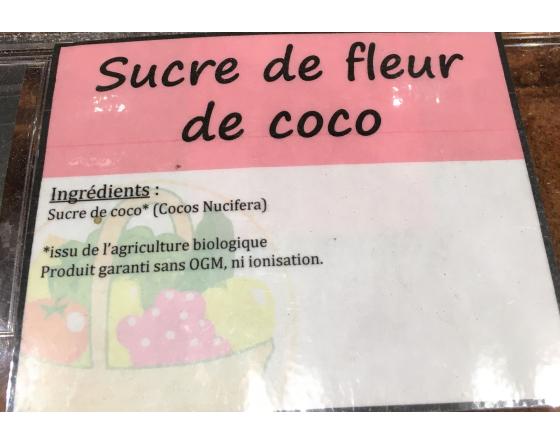 Sucre de fleur
de coco
Ingrédients :
Sucre de coco* (Cocos Nucifera)
*issu de l'agriculture biologique
Produit garanti sans OGM, ni ionisation.